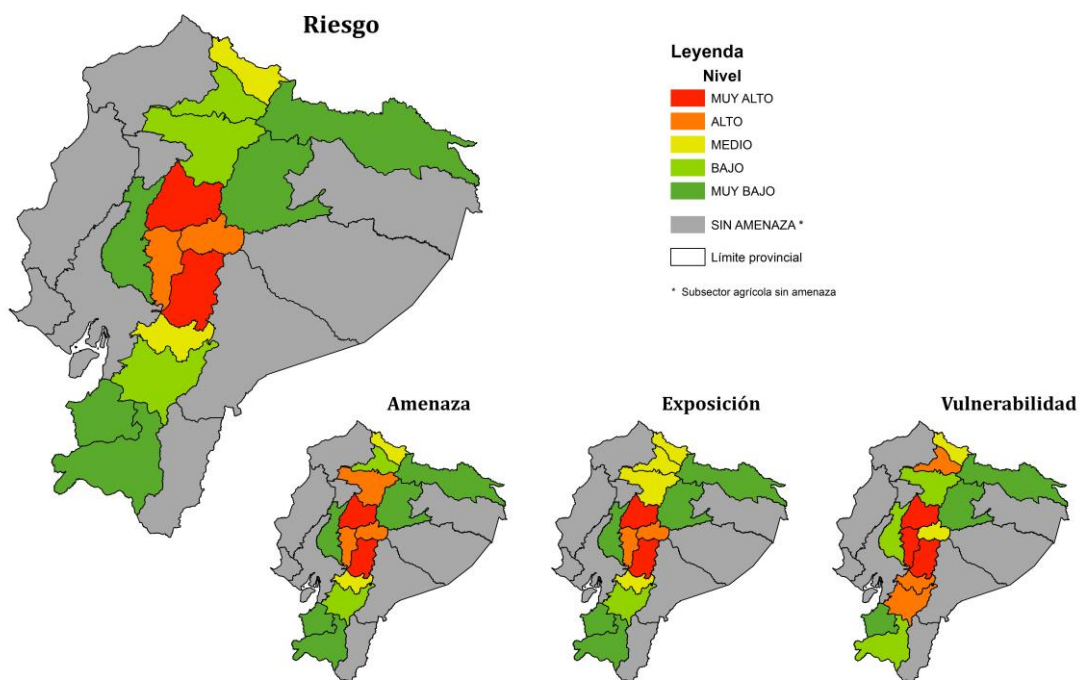 Riesgo
Leyenda
Nivel
MUY ALTO
ALTO
MEDIO
BAJO
MUY BAJO
SIN AMENAZA *
Límite provincial
* Subsector agrícola sin amenaza
Amenaza
Exposición
Vulnerabilidad